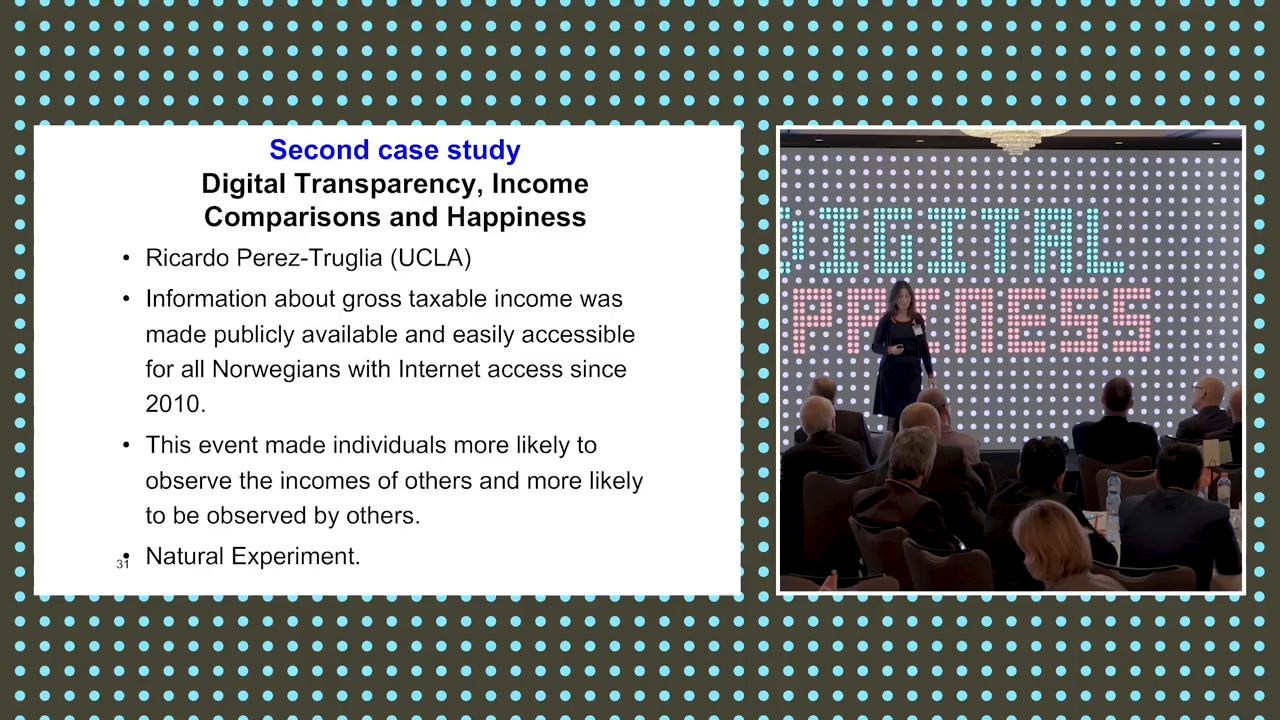 Second case study
Digital Transparency, Income
Comparisons and Happiness
• Ricardo Perez-Truglia (UCLA)
• Information about gross taxable income was
made publicly available and easily accessible
for all Norwegians with Internet access since
2010.
• This event made individuals more likely to
observe the incomes of others and more likely
to be observed by others.
• Natural Experiment.
31
DIGITAL
PPINESS